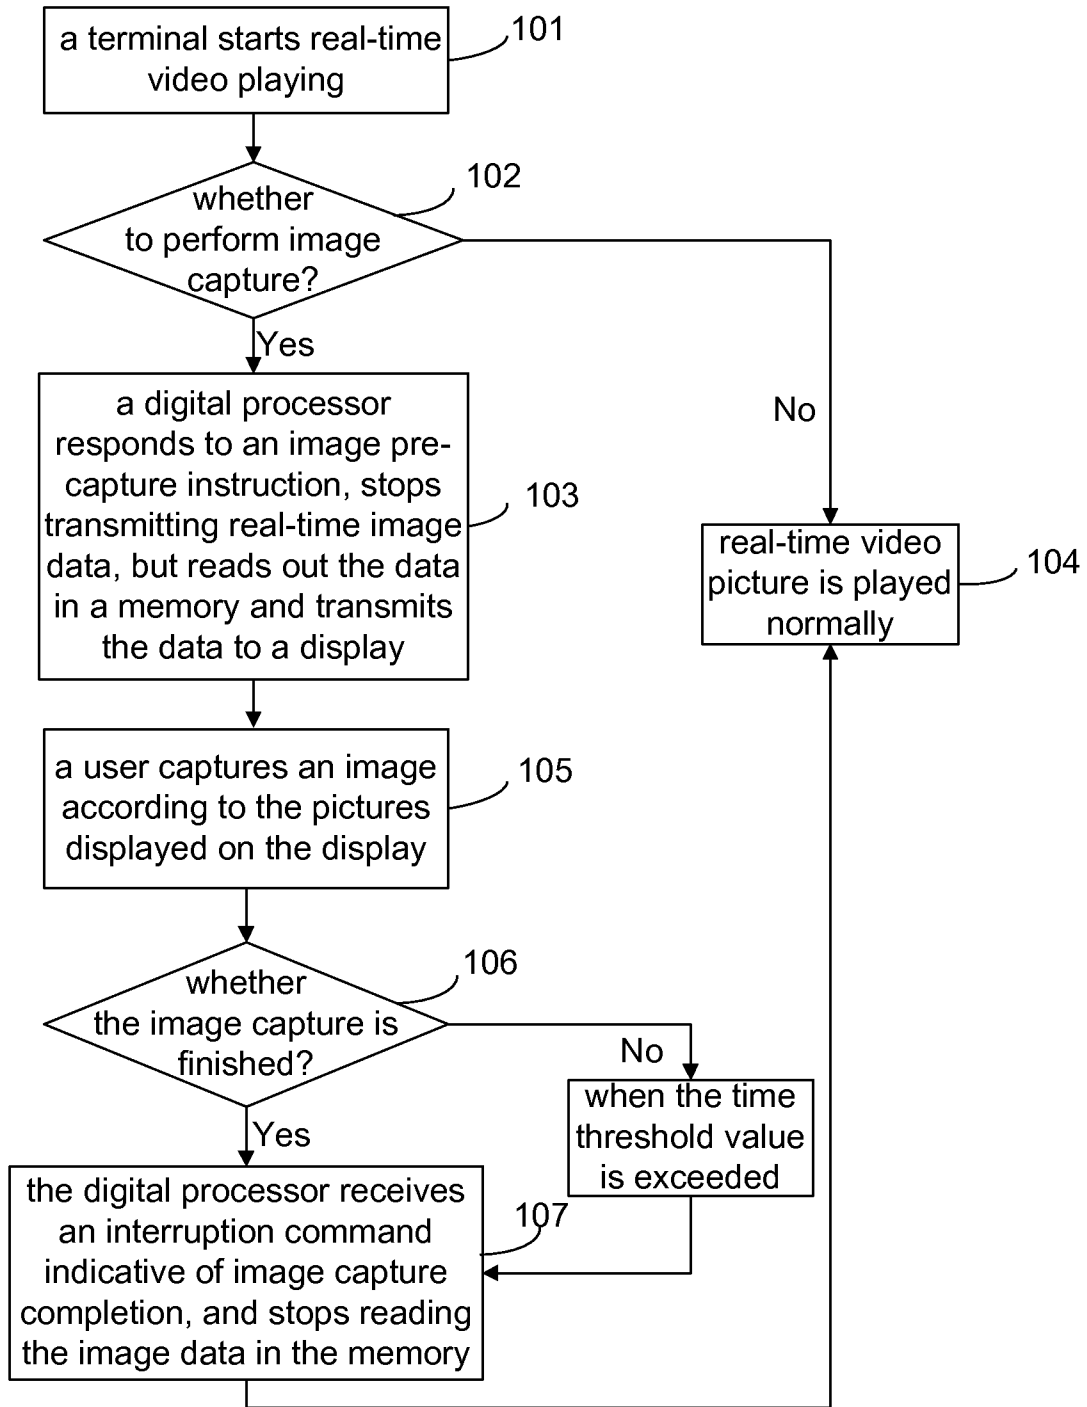 a terminal starts real-time
video playing
101
whether
to perform image
capture?
102
Yes
No
a digital processor
responds to an image pre-
capture instruction, stops
transmitting real-time image
data, but reads out the data
in a memory and transmits
the data to a display
103
real-time video
picture is played
normally
104
a user captures an image
according to the pictures
displayed on the display
105
whether
the image capture is
finished?
106
No
when the time
threshold value
is exceeded
Yes
the digital processor receives
an interruption command
indicative of image capture
completion, and stops reading
the image data in the memory
107